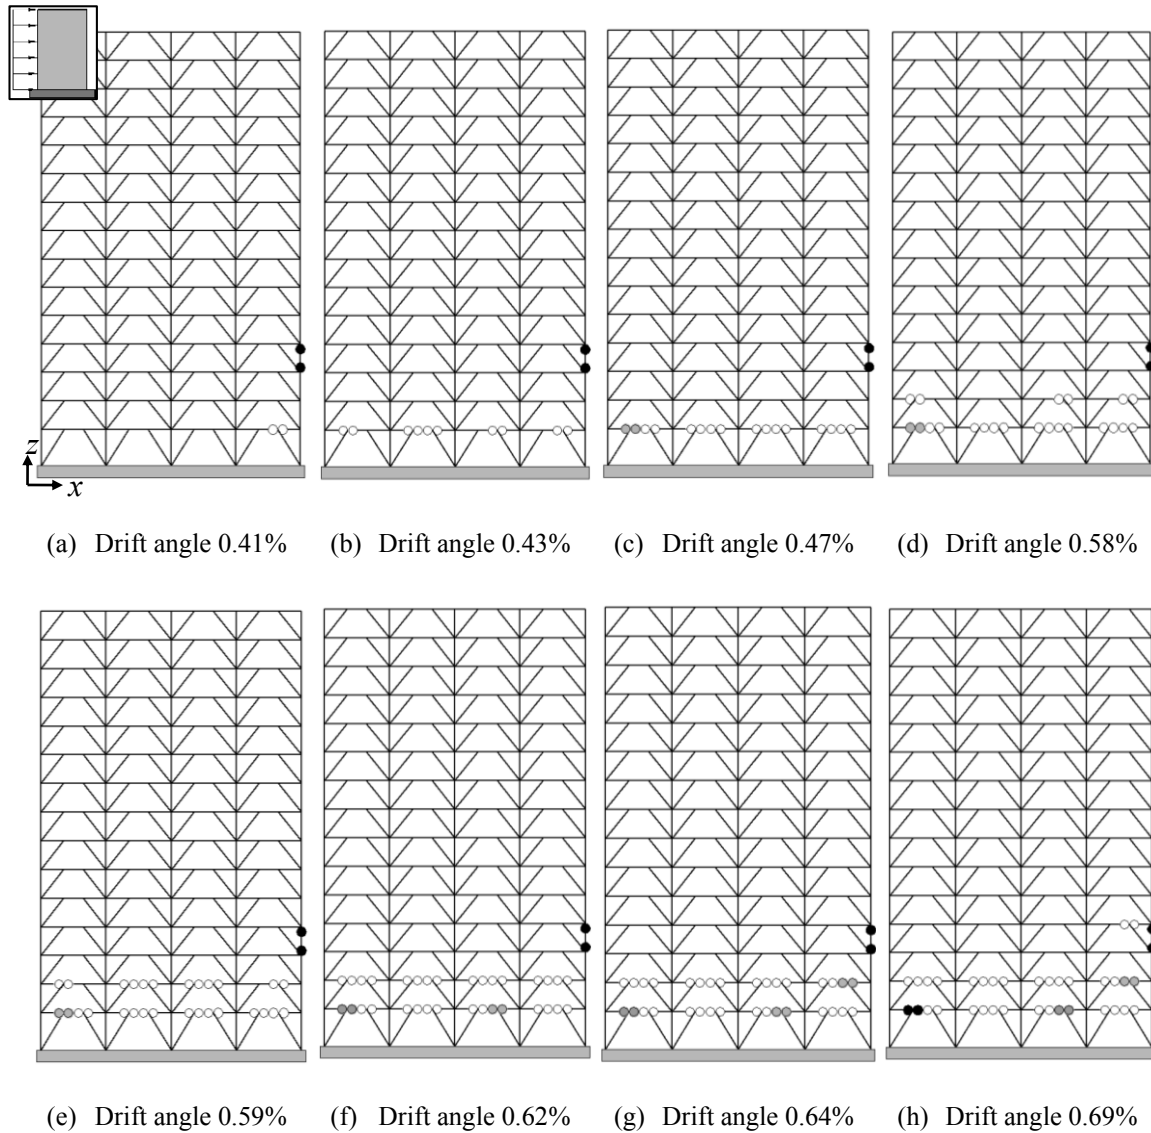 z
x
(a) Drift angle 0.41%
(b) Drift angle 0.43%
(c) Drift angle 0.47%
(d) Drift angle 0.58%
(e) Drift angle 0.59%
(f) Drift angle 0.62%
(g) Drift angle 0.64%
(h) Drift angle 0.69%